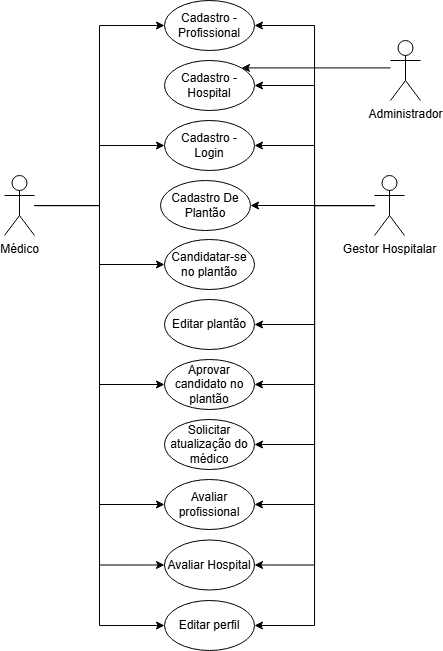 Cadastro -
Profissional
Cadastro -
Hospital
Administrador
Cadastro -
Login
Cadastro De
Plantão
Médico
Gestor Hospitalar
Candidatar-se
no plantão
Editar plantão
Aprovar
candidato no
plantão
Solicitar
atualização do
médico
Avaliar
profissional
Avaliar Hospital
Editar perfil